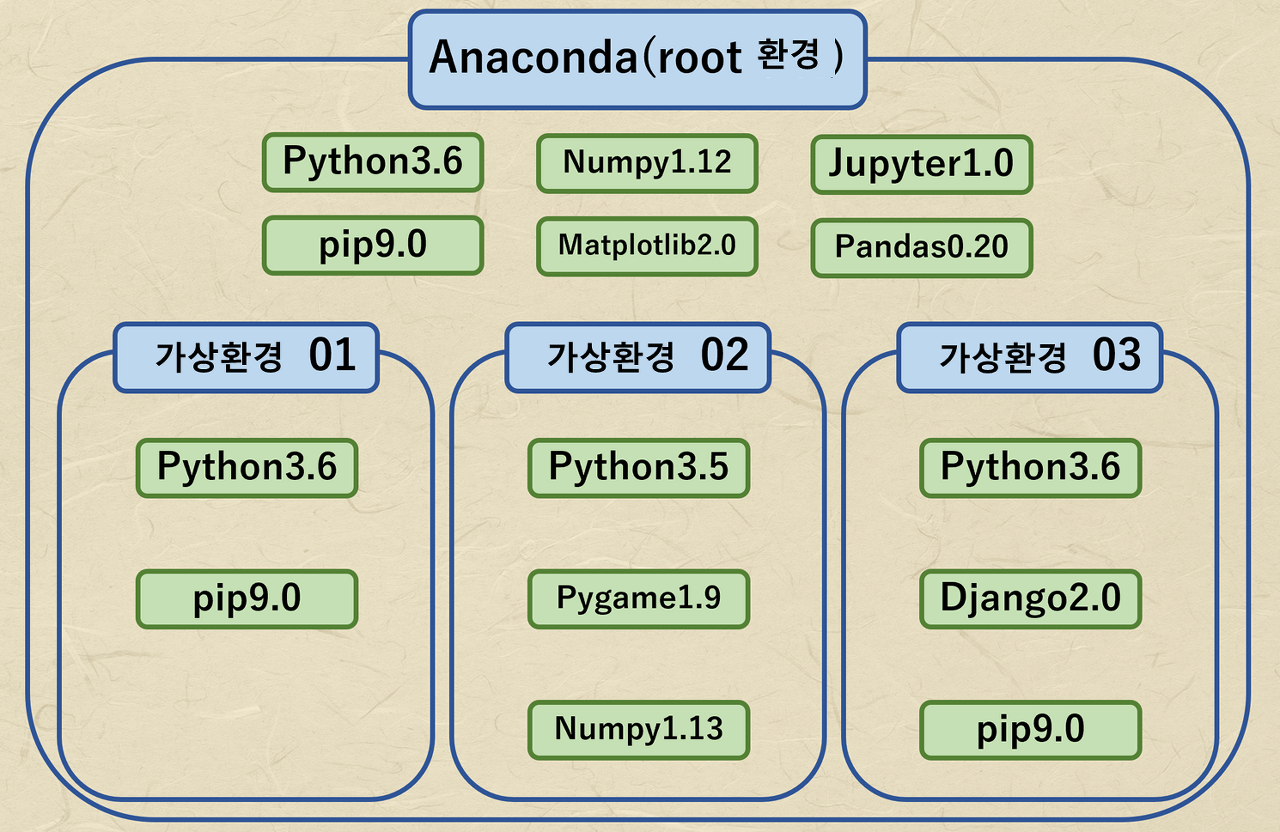 Anaconda(root 환경 )
Python3.6
Numpy1.12
Jupyter1.0
pip9.0
Matplotlib2.0
Pandas0.20
가상환경 01
Python3.6
pip9.0
가상환경 02
Python3.5
Pygame1.9
Numpy1.13
가상환경 03
Python3.6
Django2.0
pip9.0